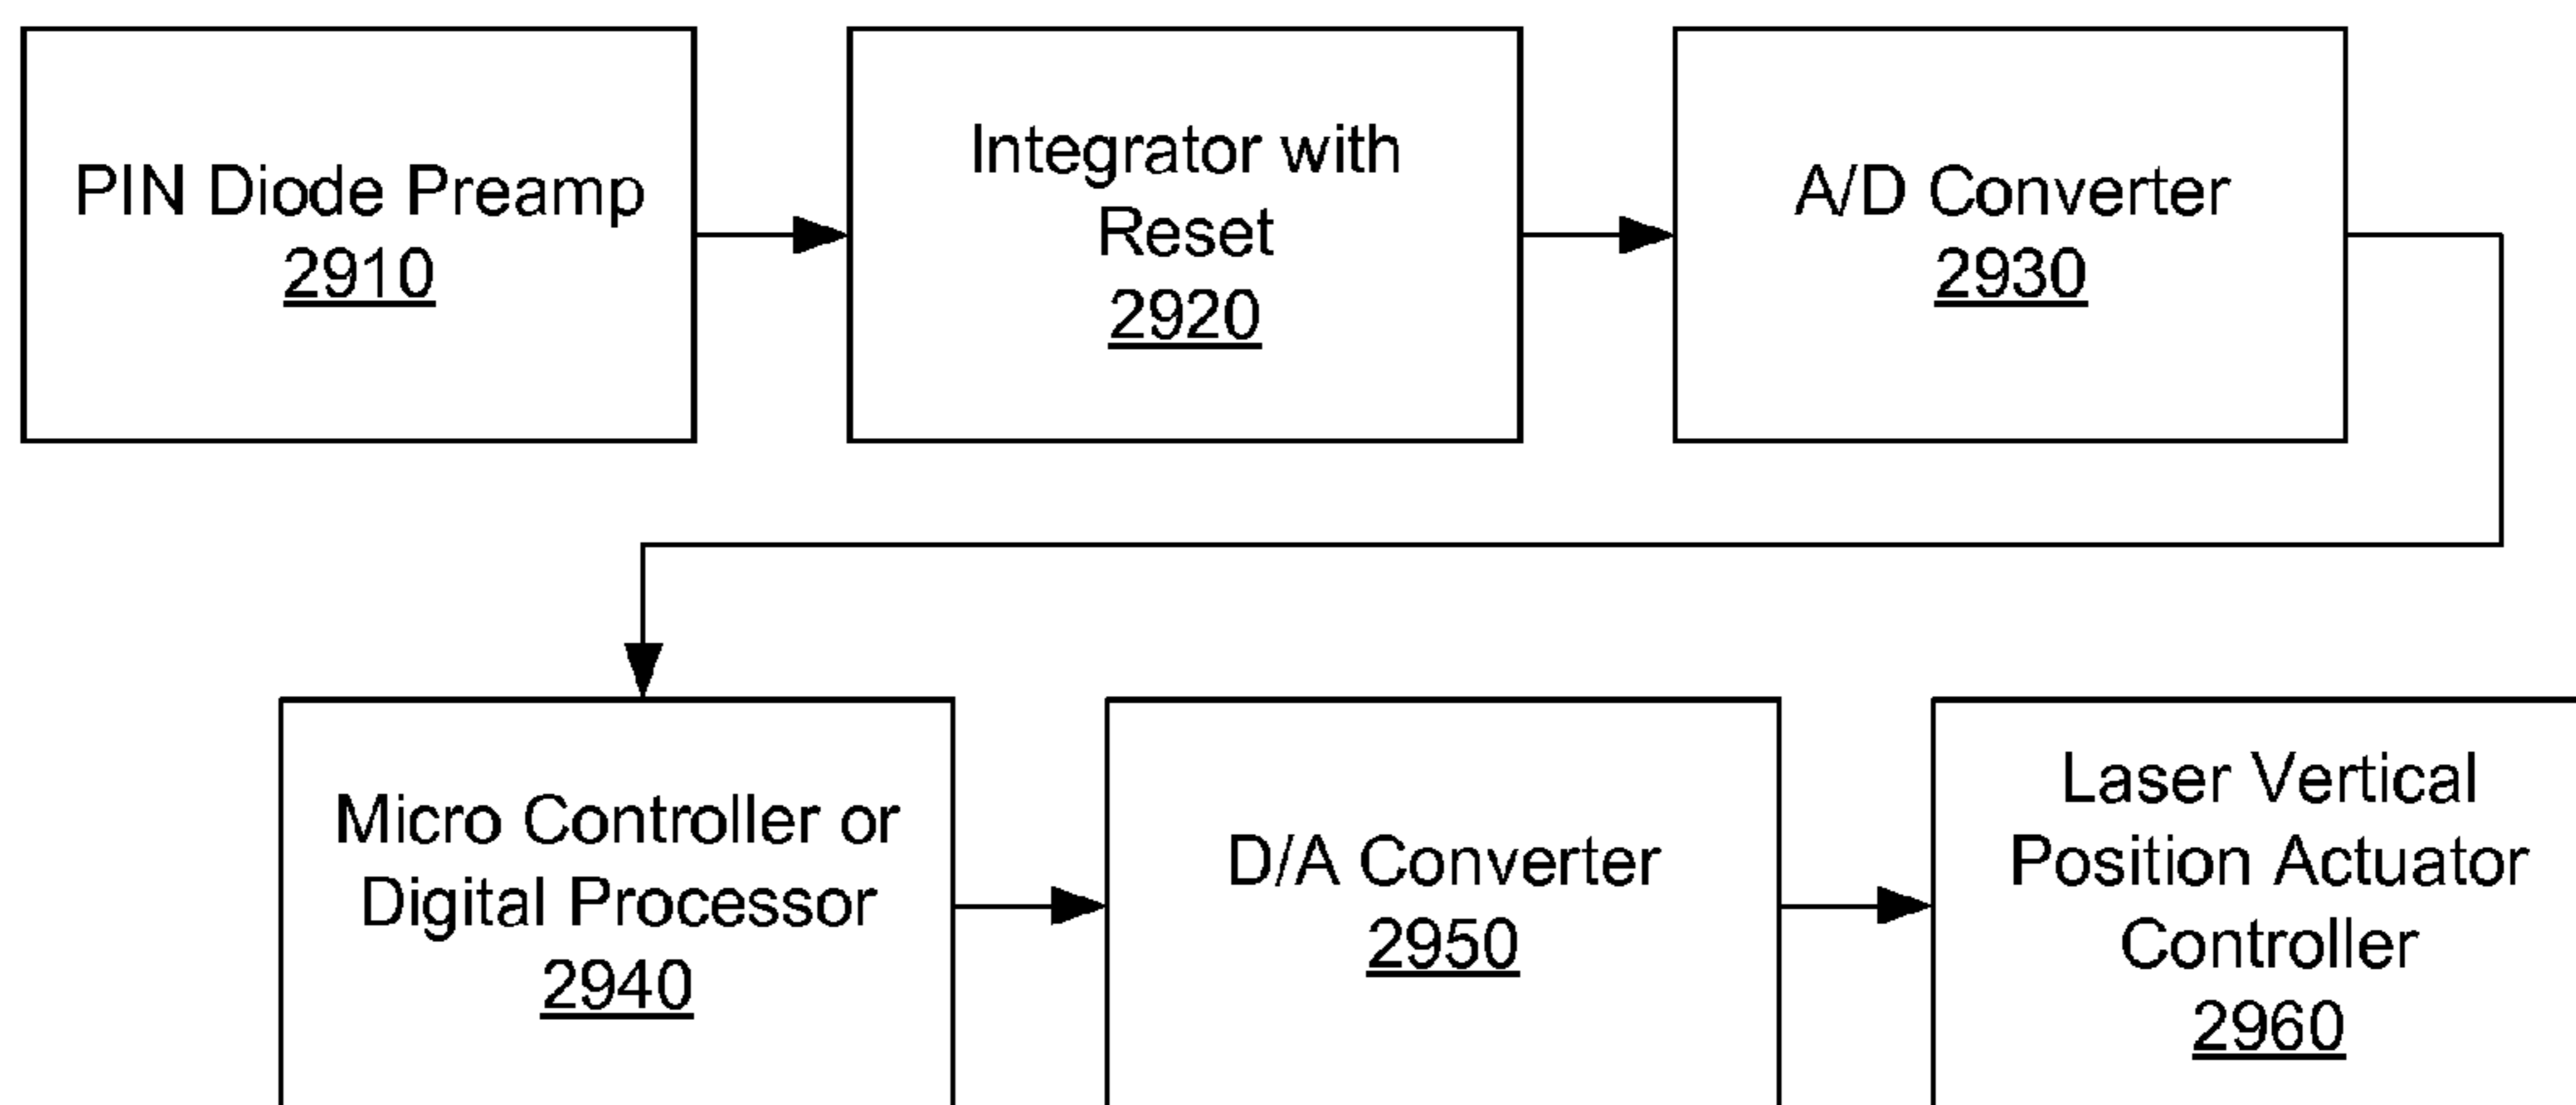 PIN Diode Preamp
2910
Integrator with
Reset
2920
A/D Converter
2930
Micro Controller or
Digital Processor
2940
D/A Converter
2950
Laser Vertical
Position Actuator
Controller
2960